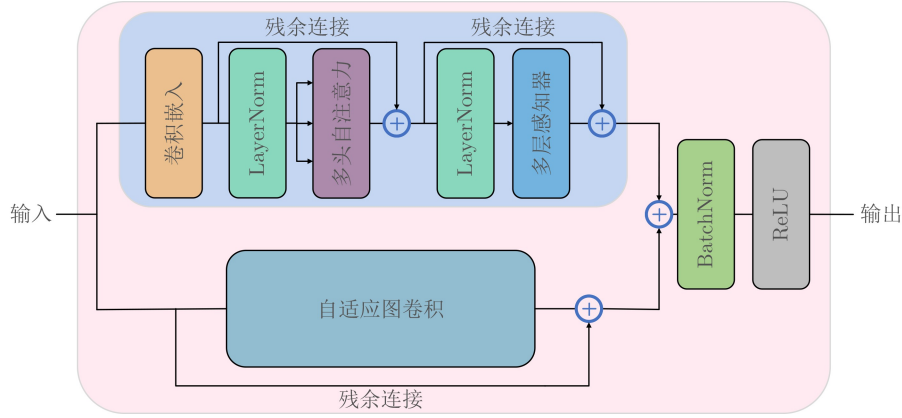 残余连接
残余连接
卷积嵌入
LayerNorm
多头自注意力
LayerNorm
多层感知器
输入
BatchNorm
ReLU
输出
自适应图卷积
残余连接